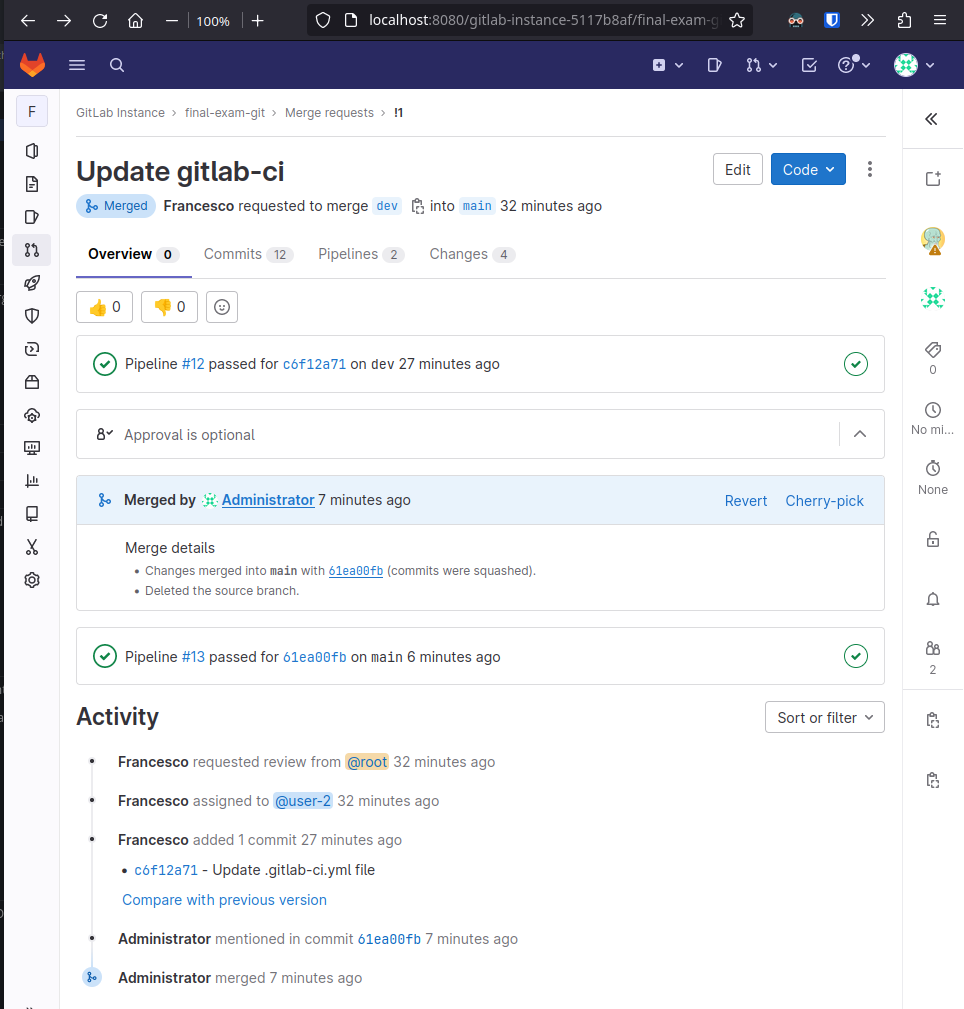 100%
localhost:8080/gitlab-instance-5117b8af/final-exam-g
F
GitLab Instance › final-exam-git › Merge requests › !1
Update gitlab-ci
Edit
Code
Merged Francesco requested to merge dev into main 32 minutes ago
Overview 0 Commits 12 Pipelines 2 Changes 4
👍 0 👎 0
Pipeline #12 passed for c6f12a71 on dev 27 minutes ago
0
Approval is optional
No mi...
None
Merged by Administrator 7 minutes ago
Revert Cherry-pick
Merge details
• Changes merged into main with 61ea00fb (commits were squashed).
• Deleted the source branch.
Pipeline #13 passed for 61ea00fb on main 6 minutes ago
2
Activity
Sort or filter
Francesco requested review from @root 32 minutes ago
Francesco assigned to @user-2 32 minutes ago
Francesco added 1 commit 27 minutes ago
• c6f12a71 - Update .gitlab-ci.yml file
Compare with previous version
Administrator mentioned in commit 61ea00fb 7 minutes ago
Administrator merged 7 minutes ago